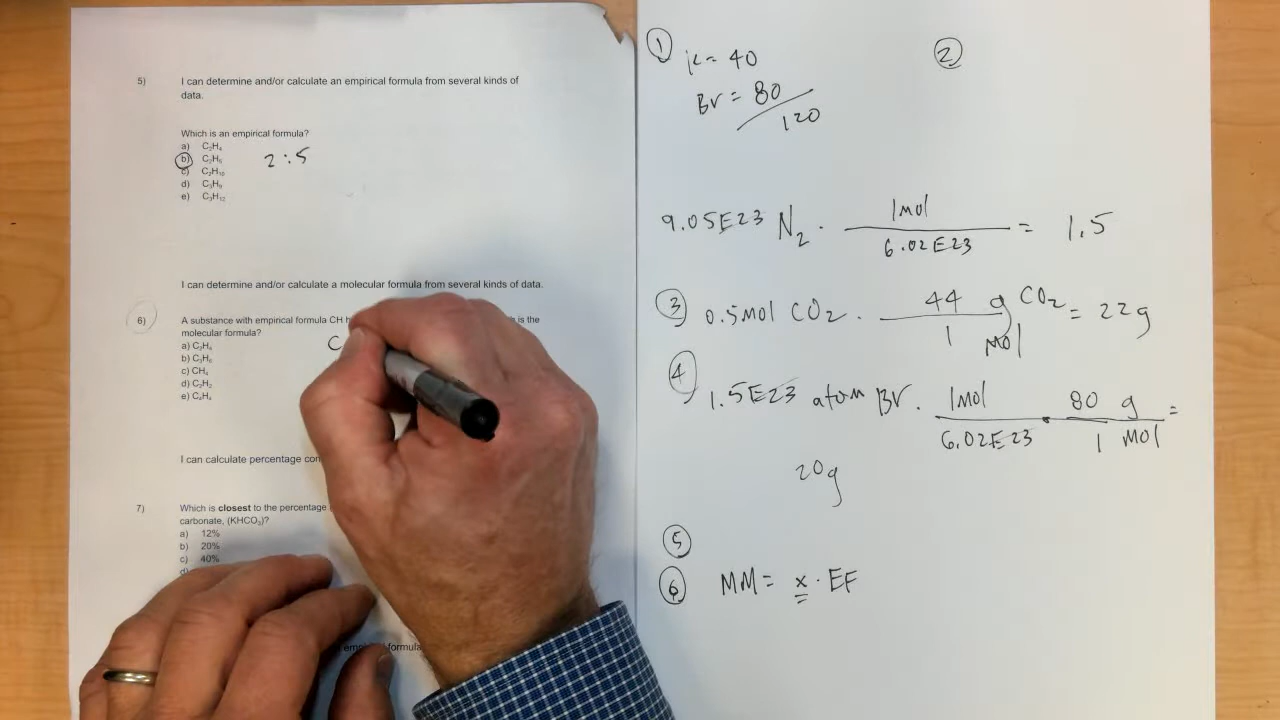 5) I can determine and/or calculate an empirical formula from several kinds of
data.
Which is an empirical formula?
a) C₂H₄
b) C₂H₅ 2:5
c)
d)
e) C₅H₁₂
I can determine and/or calculate a molecular formula from several kinds of data.
6) A substance with empirical formula CH is the
molecular formula?
a)
b)
c) CH₄
d) C₂H₂
e) C₄H₄
C
I can calculate percentage
7) Which is closest to the percentage
carbonate, (KHCO₃)?
a) 12%
b) 20%
c) 40%
formula
1 K = 40
Br = 80
120
2
9.05E23 N₂ · 1mol = 1.5
6.02E23
3 0.5mol CO₂ · 44 g CO₂ = 22g
1 mol
4 1.5E23 atom Br · 1mol · 80 g =
6.02E23 1 mol
20g
5
6 MM = x · EF